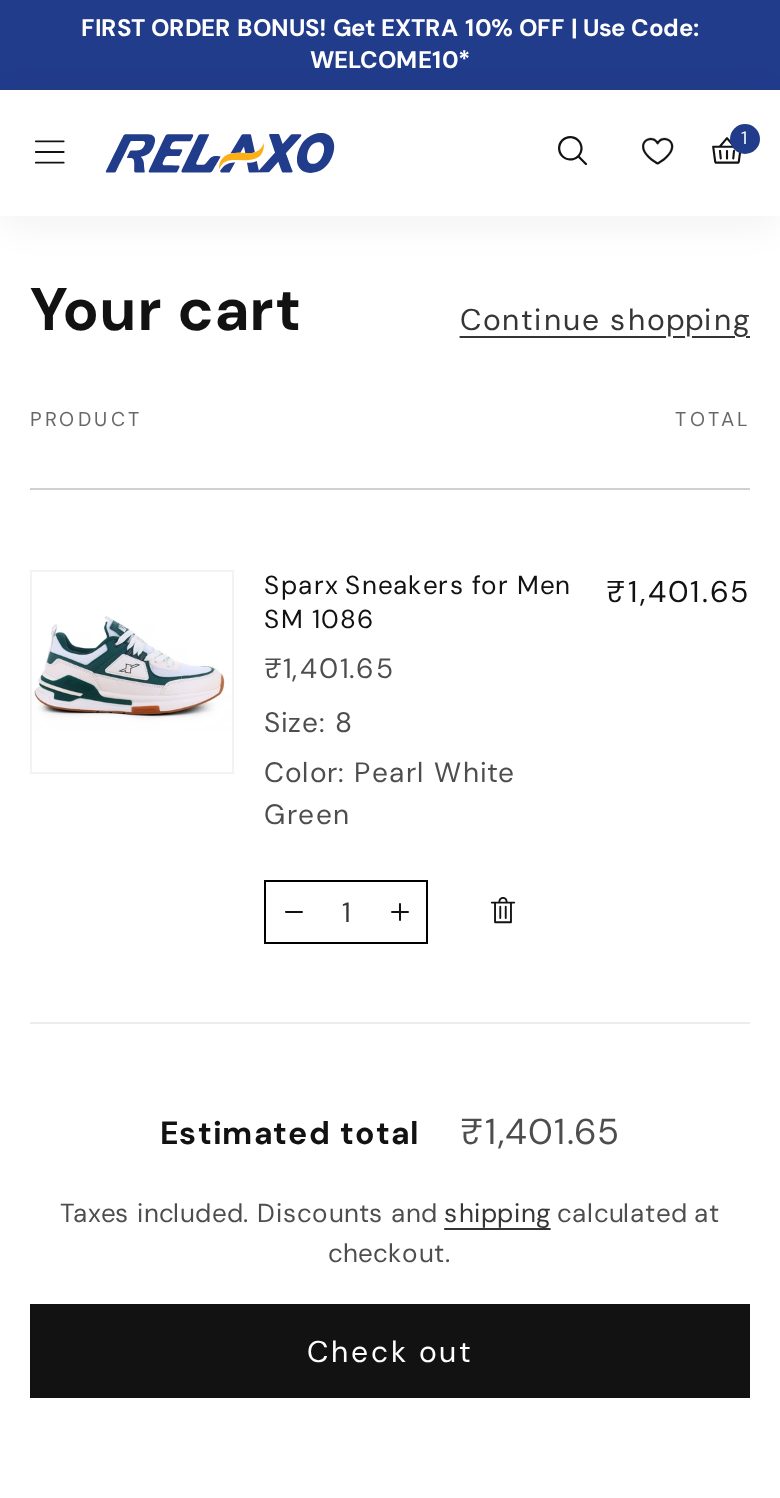 FIRST ORDER BONUS! Get EXTRA 10% OFF | Use Code:
WELCOME10*
RELAXO
1
Your cart
Continue shopping
PRODUCT
TOTAL
Sparx Sneakers for Men
SM 1086
₹1,401.65
₹1,401.65
Size: 8
Color: Pearl White
Green
1
Estimated total ₹1,401.65
Taxes included. Discounts and shipping calculated at
checkout.
Check out